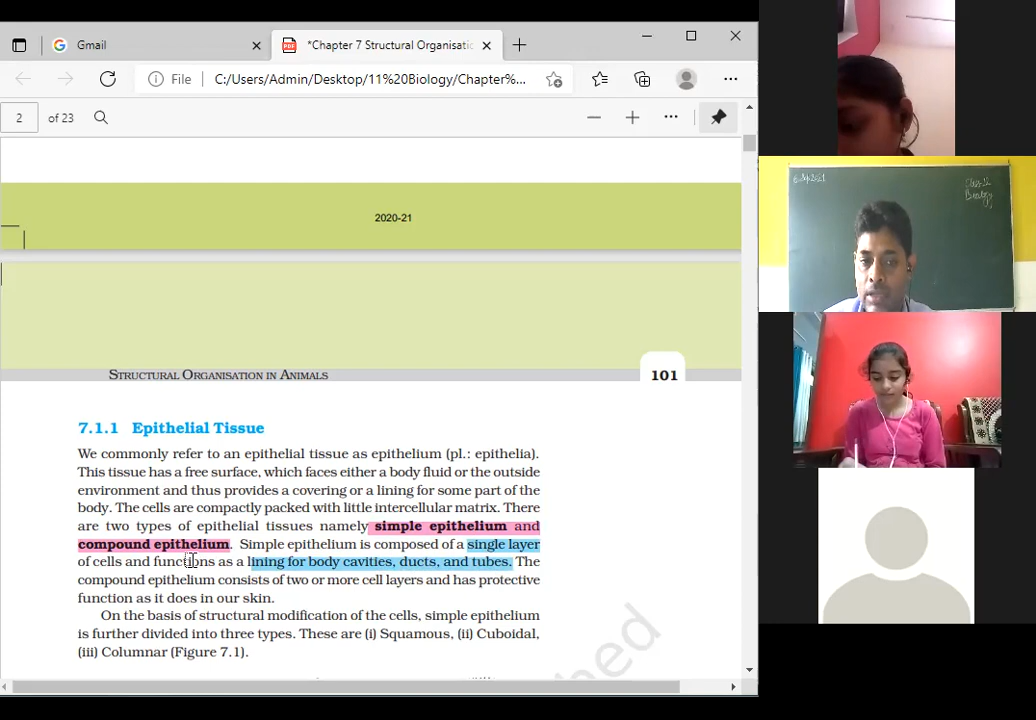 Gmail
*Chapter 7 Structural Organisatio
File
C:/Users/Admin/Desktop/11%20Biology/Chapter%...
2
of 23
2020-21
STRUCTURAL ORGANISATION IN ANIMALS
101
7.1.1 Epithelial Tissue
We commonly refer to an epithelial tissue as epithelium (pl.: epithelia).
This tissue has a free surface, which faces either a body fluid or the outside
environment and thus provides a covering or a lining for some part of the
body. The cells are compactly packed with little intercellular matrix. There
are two types of epithelial tissues namely simple epithelium and
compound epithelium. Simple epithelium is composed of a single layer
of cells and functions as a lining for body cavities, ducts, and tubes. The
compound epithelium consists of two or more cell layers and has protective
function as it does in our skin.
On the basis of structural modification of the cells, simple epithelium
is further divided into three types. These are (i) Squamous, (ii) Cuboidal,
(iii) Columnar (Figure 7.1).
Biology